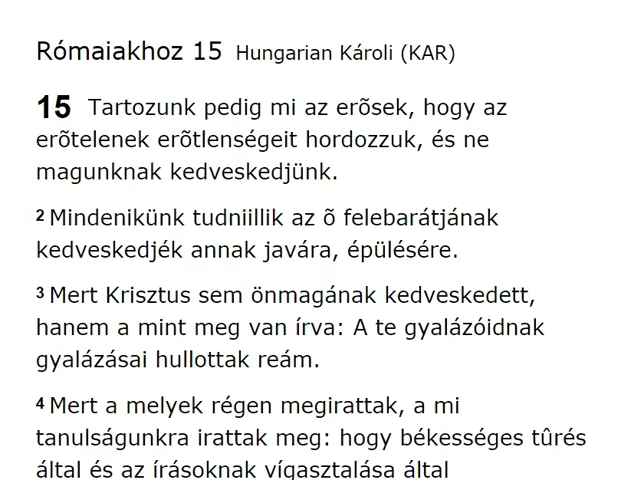 Rómaiakhoz 15 Hungarian Károli (KAR)
15 Tartozunk pedig mi az erõsek, hogy az
erõtelenek erõtlenségeit hordozzuk, és ne
magunknak kedveskedjünk.
2 Mindenikünk tudniillik az õ felebarátjának
kedveskedjék annak javára, épülésére.
3 Mert Krisztus sem önmagának kedveskedett,
hanem a mint meg van írva: A te gyalázóidnak
gyalázásai hullottak reám.
4 Mert a melyek régen megirattak, a mi
tanulságunkra irattak meg: hogy békességes tûrés
által és az írásoknak vígasztalása által